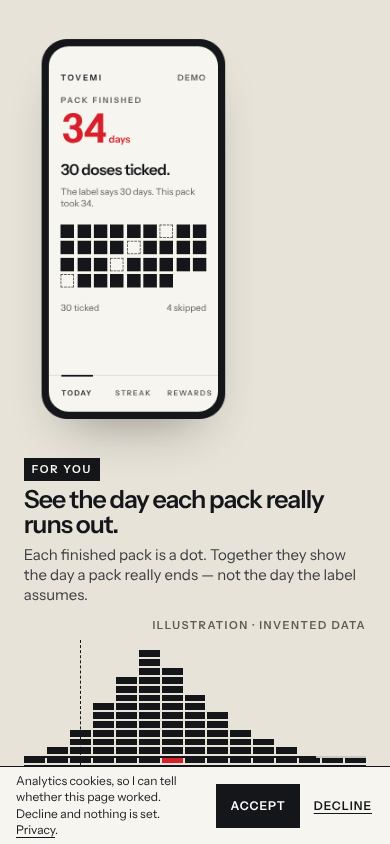 TOVEMI DEMO
PACK FINISHED
34 days
30 doses ticked.
The label says 30 days. This pack
took 34.
30 ticked 4 skipped
TODAY STREAK REWARDS
FOR YOU
See the day each pack really
runs out.
Each finished pack is a dot. Together they show
the day a pack really ends — not the day the label
assumes.
ILLUSTRATION · INVENTED DATA
Analytics cookies, so I can tell
whether this page worked.
Decline and nothing is set.
Privacy.
ACCEPT DECLINE